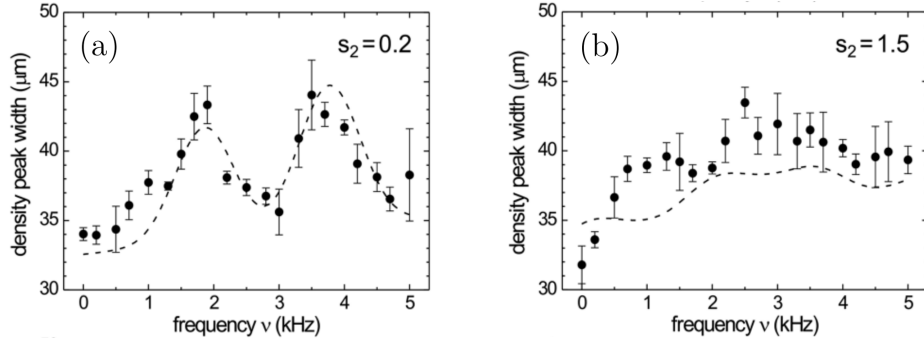 (a)
s₂=0.2
density peak width (μm)
50
45
40
35
30
0 1 2 3 4 5
frequency ν (kHz)
(b)
s₂=1.5
density peak width (μm)
50
45
40
35
30
0 1 2 3 4 5
frequency ν (kHz)